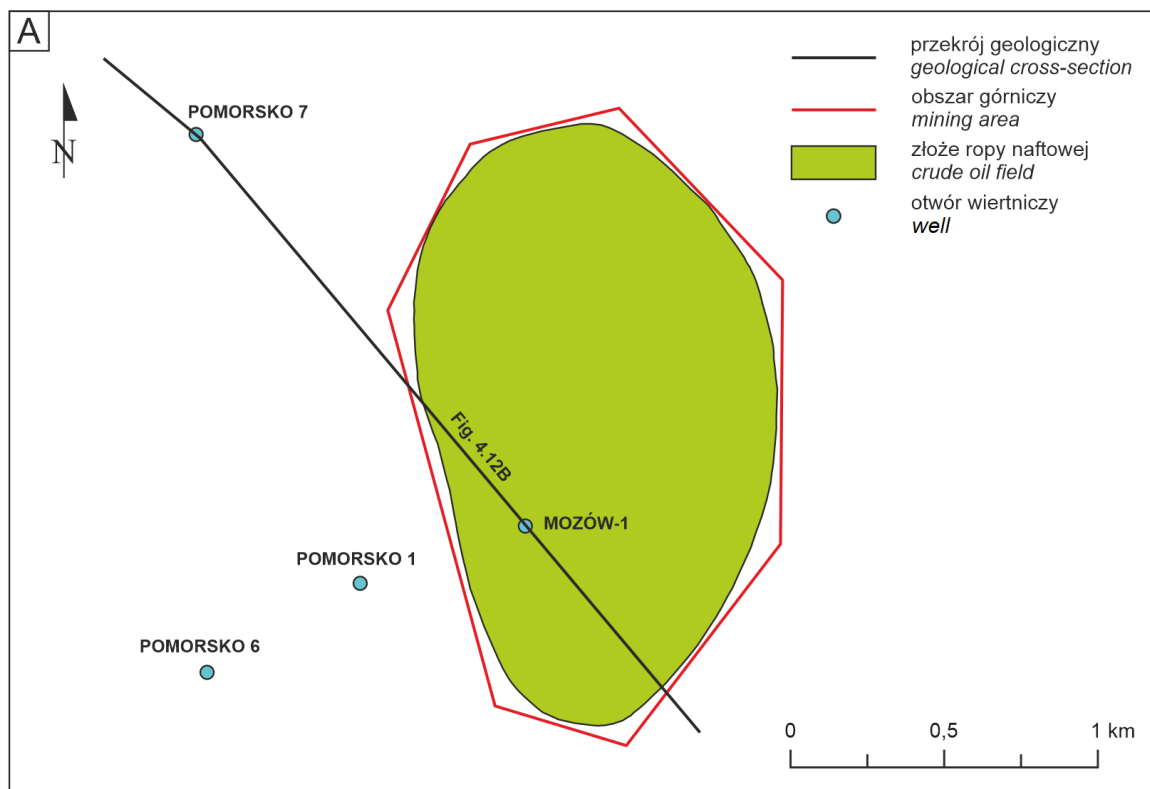 A
N
POMORSKO 7
przekrój geologiczny
geological cross-section
obszar górniczy
mining area
złoże ropy naftowej
crude oil field
otwór wiertniczy
well
Fig. 4.12B
MOZÓW-1
POMORSKO 1
POMORSKO 6
0 0,5 1 km